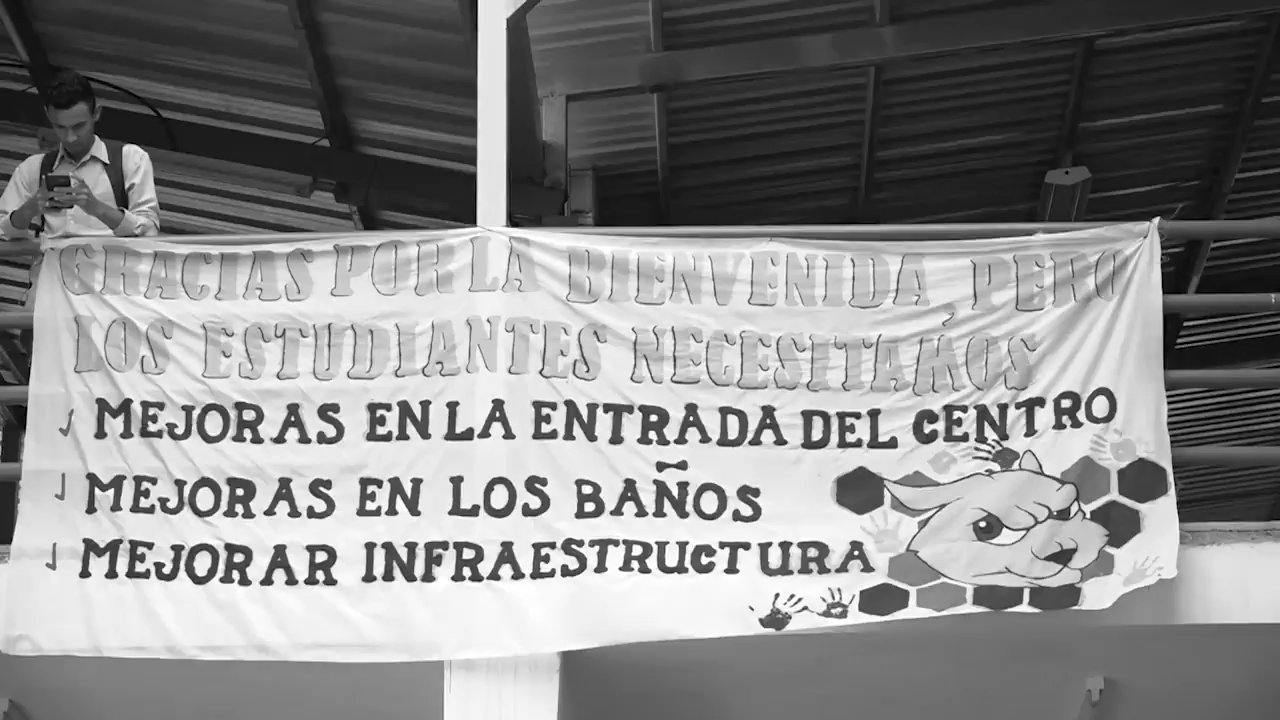 GRACIAS POR LA BIENVENIDA, PERO
LOS ESTUDIANTES NECESITAMOS
MEJORAS EN LA ENTRADA DEL CENTRO
MEJORAS EN LOS BAÑOS
MEJORAR INFRAESTRUCTURA